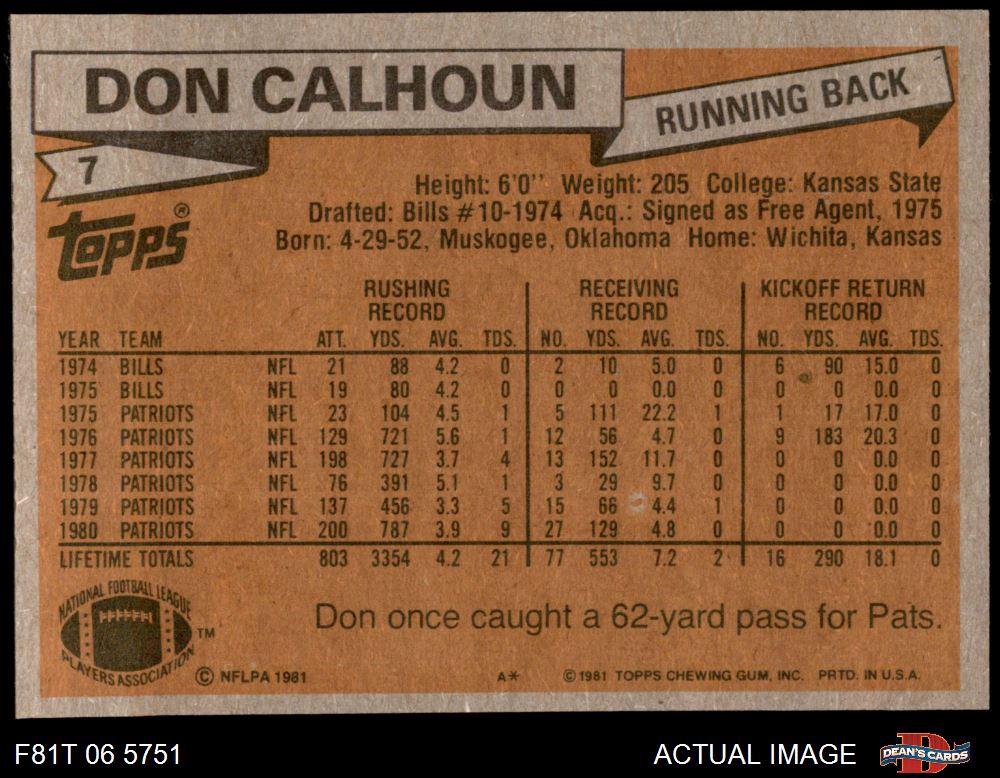 DON CALHOUN
RUNNING BACK
7
Topps®
Height: 6'0'' Weight: 205 College: Kansas State
Drafted: Bills #10-1974 Acq.: Signed as Free Agent, 1975
Born: 4-29-52, Muskogee, Oklahoma Home: Wichita, Kansas
RUSHING RECORD RECEIVING RECORD KICKOFF RETURN RECORD
YEAR TEAM ATT. YDS. AVG. TDS. NO. YDS. AVG. TDS. NO. YDS. AVG. TDS.
1974 BILLS NFL 21 88 4.2 0 2 10 5.0 0 6 90 15.0 0
1975 BILLS NFL 19 80 4.2 0 0 0 0.0 0 0 0 0.0 0
1975 PATRIOTS NFL 23 104 4.5 1 5 111 22.2 1 1 17 17.0 0
1976 PATRIOTS NFL 129 721 5.6 1 12 56 4.7 0 9 183 20.3 0
1977 PATRIOTS NFL 198 727 3.7 4 13 152 11.7 0 0 0 0.0 0
1978 PATRIOTS NFL 76 391 5.1 1 3 29 9.7 0 0 0 0.0 0
1979 PATRIOTS NFL 137 456 3.3 5 15 66 4.4 1 0 0 0.0 0
1980 PATRIOTS NFL 200 787 3.9 9 27 129 4.8 0 0 0 0.0 0
LIFETIME TOTALS 803 3354 4.2 21 77 553 7.2 2 16 290 18.1 0
NATIONAL FOOTBALL LEAGUE
PLAYERS ASSOCIATION
TM
Don once caught a 62-yard pass for Pats.
© NFLPA 1981 A* © 1981 TOPPS CHEWING GUM, INC. PRTD. IN U.S.A.
F81T 06 5751 ACTUAL IMAGE DEAN'S CARDS